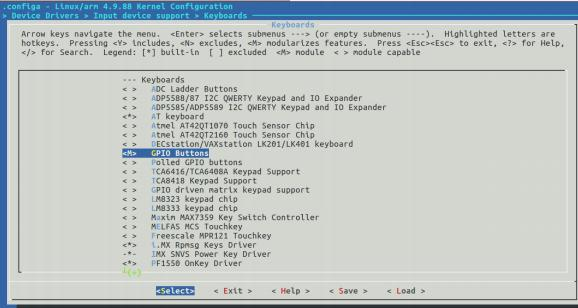 .configa - Linux/arm 4.9.88 Kernel Configuration
> Device Drivers > Input device support > Keyboards
Keyboards
Arrow keys navigate the menu. <Enter> selects submenus ---> (or empty submenus ----). Highlighted letters are
hotkeys. Pressing <Y> includes, <N> excludes, <M> modularizes features. Press <Esc><Esc> to exit, <?> for Help,
</> for Search. Legend: [*] built-in [ ] excluded <M> module < > module capable
--- Keyboards
< > ADC Ladder Buttons
< > ADP5588/87 I2C QWERTY Keypad and IO Expander
< > ADP5585/ADP5589 I2C QWERTY Keypad and IO Expander
<*> AT keyboard
< > Atmel AT42QT1070 Touch Sensor Chip
< > Atmel AT42QT2160 Touch Sensor Chip
< > DECstation/VAXstation LK201/LK401 keyboard
<M> GPIO Buttons
< > Polled GPIO buttons
< > TCA6416/TCA6408A Keypad Support
< > TCA8418 Keypad Support
< > GPIO driven matrix keypad support
< > LM8323 keypad chip
< > LM8333 keypad chip
< > Maxim MAX7359 Key Switch Controller
< > MELFAS MCS Touchkey
< > Freescale MPR121 Touchkey
<*> i.MX Rpmsg Keys Driver
-*- IMX SNVS Power Key Driver
<*> PF1550 OnKey Driver
(+)
<Select> < Exit > < Help > < Save > < Load >